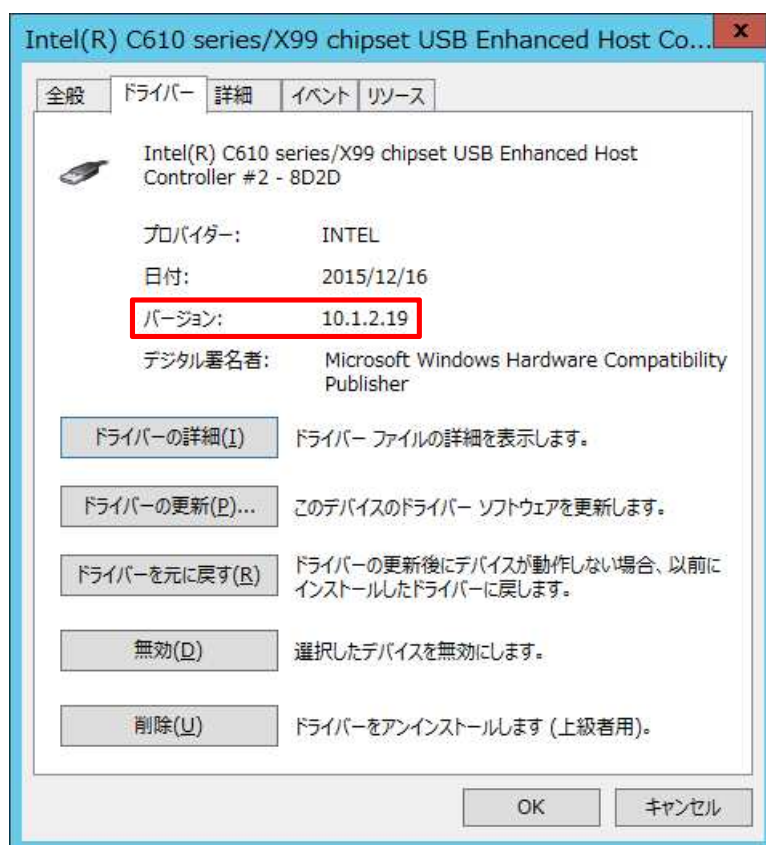 Intel(R) C610 series/X99 chipset USB Enhanced Host Co...
x
全般 ドライバー 詳細 イベント リソース
Intel(R) C610 series/X99 chipset USB Enhanced Host
Controller #2 - 8D2D
プロバイダー: INTEL
日付: 2015/12/16
バージョン: 10.1.2.19
デジタル署名者: Microsoft Windows Hardware Compatibility
Publisher
ドライバーの詳細(I) ドライバー ファイルの詳細を表示します。
ドライバーの更新(P)... このデバイスのドライバー ソフトウェアを更新します。
ドライバーを元に戻す(R) ドライバーの更新後にデバイスが動作しない場合、以前に
インストールしたドライバーに戻します。
無効(D) 選択したデバイスを無効にします。
削除(U) ドライバーをアンインストールします (上級者用)。
OK キャンセル